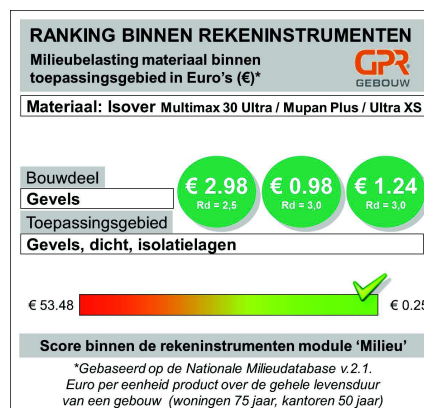 RANKING BINNEN REKENINSTRUMENTEN
Milieubelasting materiaal binnen
toepassingsgebied in Euro's (€)*
GPR
GEBOUW
Materiaal: Isover Multimax 30 Ultra / Mupan Plus / Ultra XS
€ 2.98
Rd = 2,5
€ 0.98
Rd = 3,0
€ 1.24
Rd = 3,0
Bouwdeel
Gevels
Toepassingsgebied
Gevels, dicht, isolatielagen
€ 53.48
€ 0.25
Score binnen de rekeninstrumenten module 'Milieu'
*Gebaseerd op de Nationale Milieudatabase v.2.1.
Euro per eenheid product over de gehele levensduur
van een gebouw (woningen 75 jaar, kantoren 50 jaar)